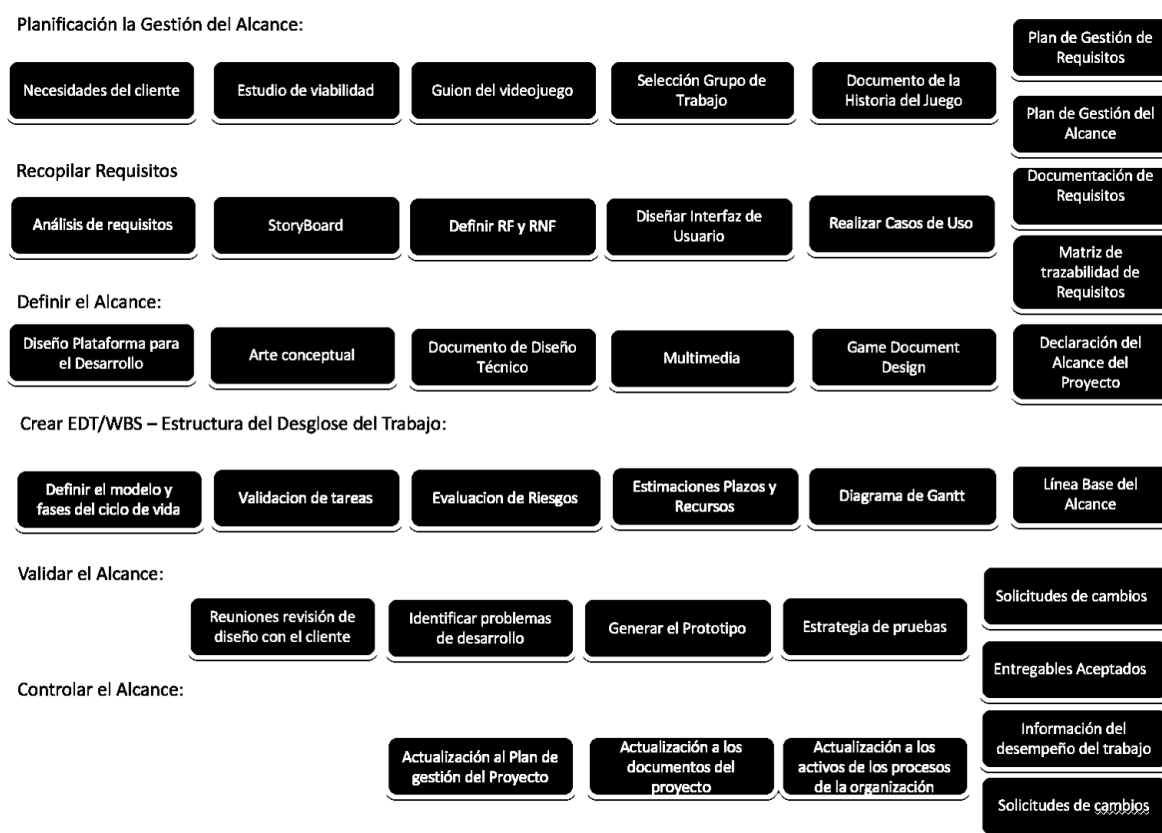 Planificación la Gestión del Alcance:
Necesidades del cliente
Estudio de viabilidad
Guion del videojuego
Selección Grupo de
Trabajo
Documento de la
Historia del Juego
Plan de Gestión de
Requisitos
Plan de Gestión del
Alcance
Recopilar Requisitos
Análisis de requisitos
StoryBoard
Definir RF y RNF
Diseñar Interfaz de
Usuario
Realizar Casos de Uso
Documentación de
Requisitos
Matriz de
trazabilidad de
Requisitos
Definir el Alcance:
Diseño Plataforma para
el Desarrollo
Arte conceptual
Documento de Diseño
Técnico
Multimedia
Game Document
Design
Declaración del
Alcance del
Proyecto
Crear EDT/WBS – Estructura del Desglose del Trabajo:
Definir el modelo y
fases del ciclo de vida
Validacion de tareas
Evaluacion de Riesgos
Estimaciones Plazos y
Recursos
Diagrama de Gantt
Línea Base del
Alcance
Validar el Alcance:
Reuniones revisión de
diseño con el cliente
Identificar problemas
de desarrollo
Generar el Prototipo
Estrategia de pruebas
Solicitudes de cambios
Entregables Aceptados
Controlar el Alcance:
Actualización al Plan de
gestión del Proyecto
Actualización a los
documentos del
proyecto
Actualización a los
activos de los procesos
de la organización
Información del
desempeño del trabajo
Solicitudes de cambios